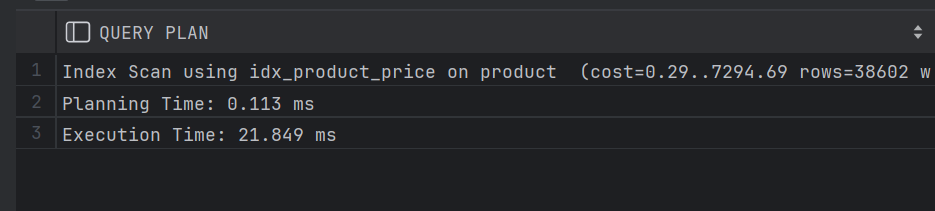 QUERY PLAN
1 Index Scan using idx_product_price on product  (cost=0.29..7294.69 rows=38602 w
2 Planning Time: 0.113 ms
3 Execution Time: 21.849 ms